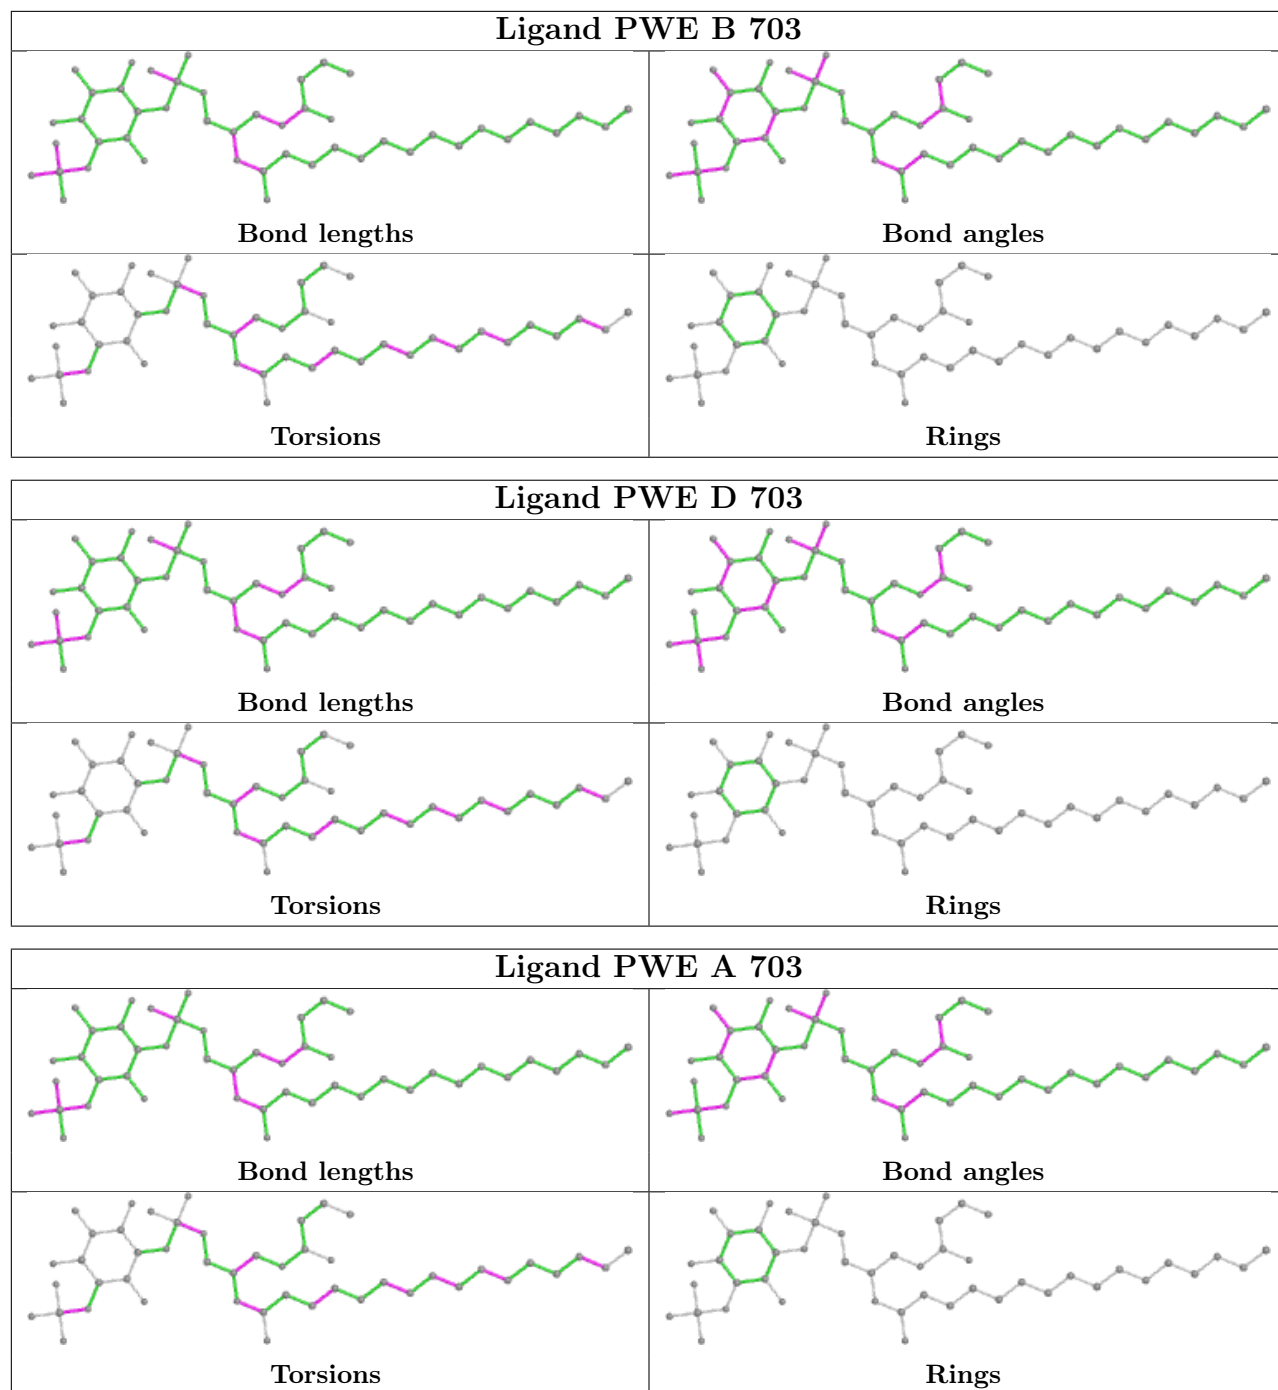 Ligand PWE B 703
Bond lengths
Bond angles
Torsions
Rings
Ligand PWE D 703
Bond lengths
Bond angles
Torsions
Rings
Ligand PWE A 703
Bond lengths
Bond angles
Torsions
Rings